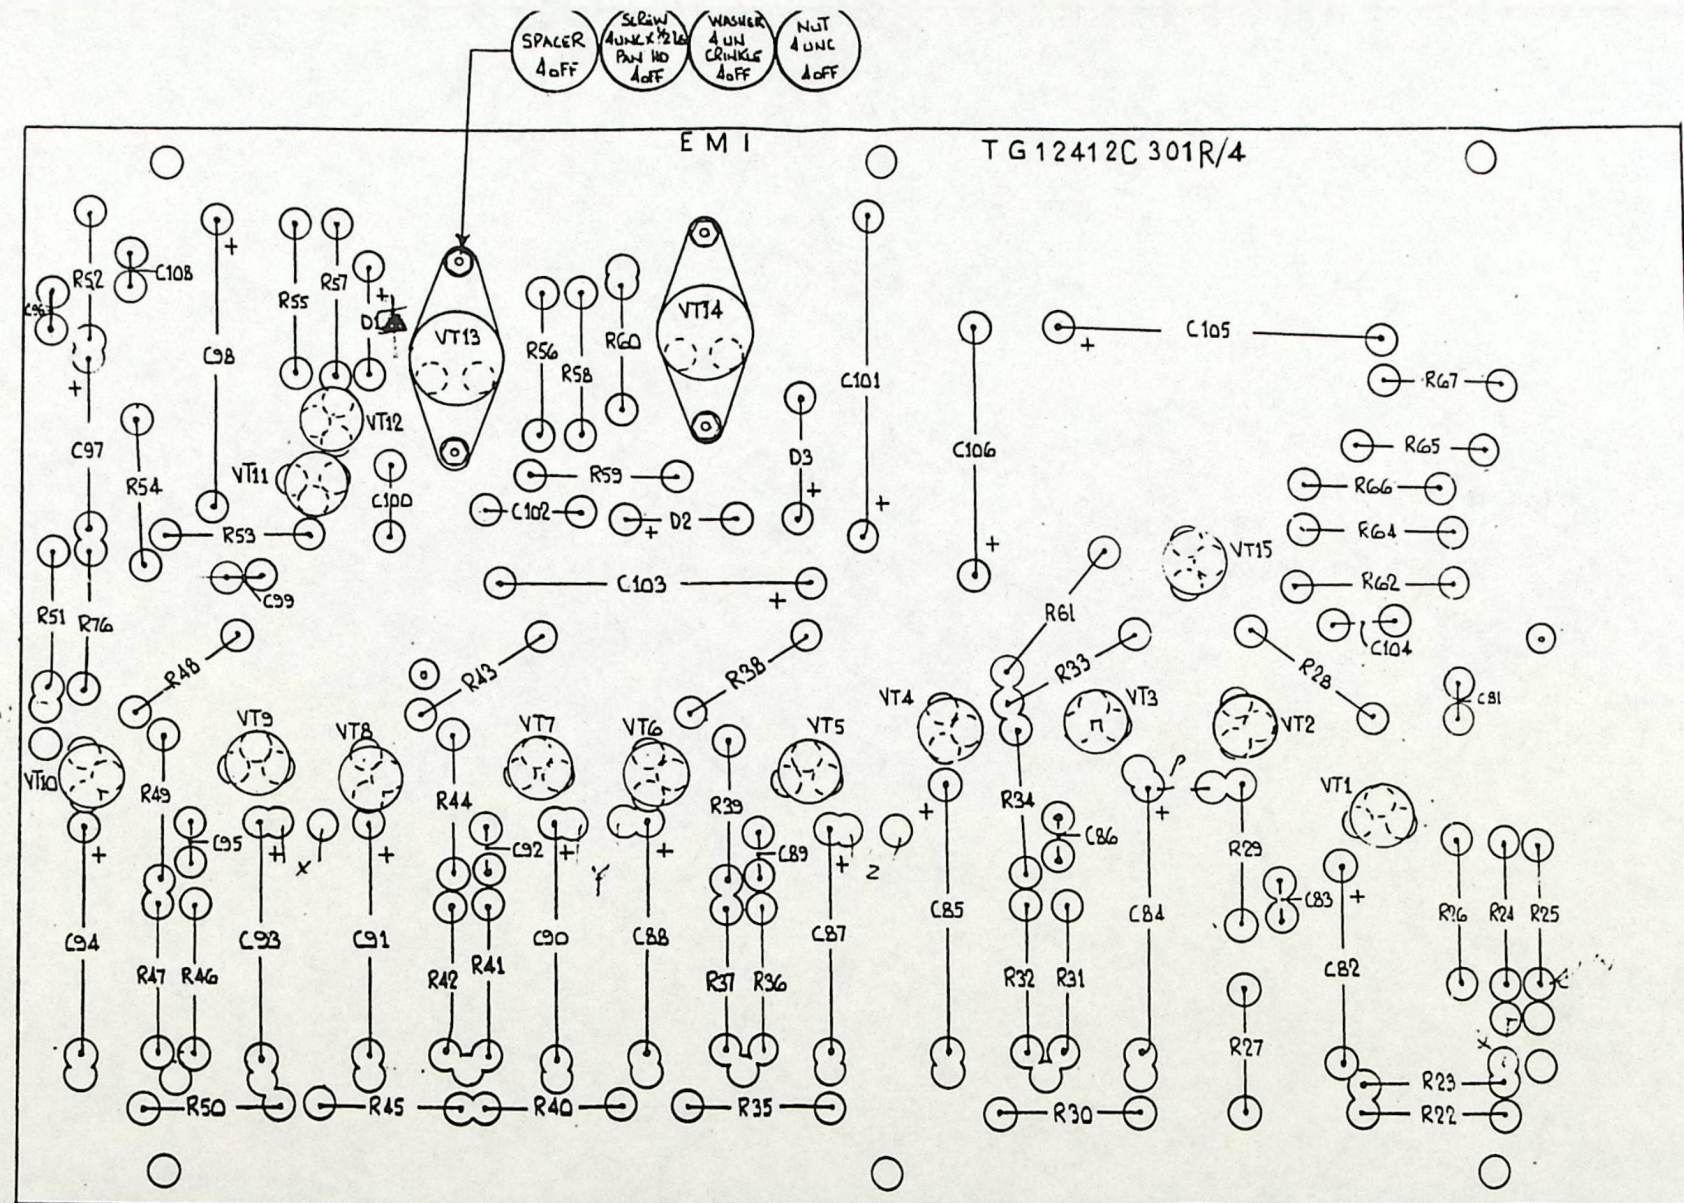 SPACER
4 OFF
SCREW
4UNC X 1/2 LG
PAN HD
4 OFF
WASHER
4 UN
CRINKLE
4 OFF
NUT
4 UNC
4 OFF
EMI
TG12412C 301R/4
R52
C108
C98
R55
R57
D1
+
VT13
R56
R58
R60
VT14
C101
C106
C105
+
R67
R65
R66
R64
R62
C104
VT15
C97
+
R54
VT11
VT12
C100
R53
C99
R59
C102
D2
+
D3
+
C103
+
R51
R76
R48
R43
R38
R61
R33
R28
C81
VT10
R49
VT9
VT8
R44
VT7
VT6
R39
VT5
VT4
R34
VT3
VT2
VT1
C95
C92
C89
C86
P
R29
C83
X
Y
Z
C94
R47
R46
C93
C91
R42
R41
C90
C88
R37
R36
C87
C85
R32
R31
C84
R27
C82
R26
R24
R25
X
R50
R45
R40
R35
R30
R23
R22